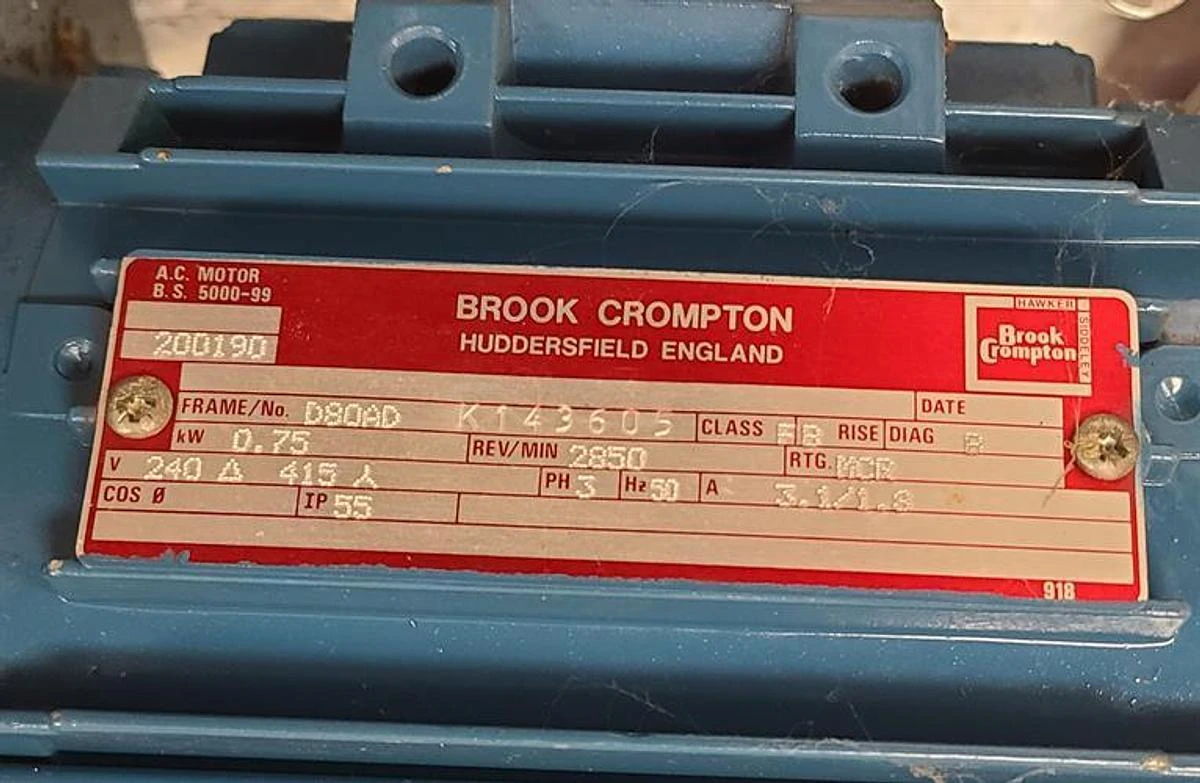 A.C. MOTOR
B.S. 5000-99
BROOK CROMPTON
HUDDERSFIELD ENGLAND
HAWKER SIDDELEY
Brook
Crompton
200190
DATE
FRAME/No. D80AD K143605 CLASS F B RISE DIAG
kW 0.75 REV/MIN 2850 RTG. MCR
V 240 Δ 415 ⅄ PH 3 Hz 50 A 3.1/1.8
COS Ø IP 55
918